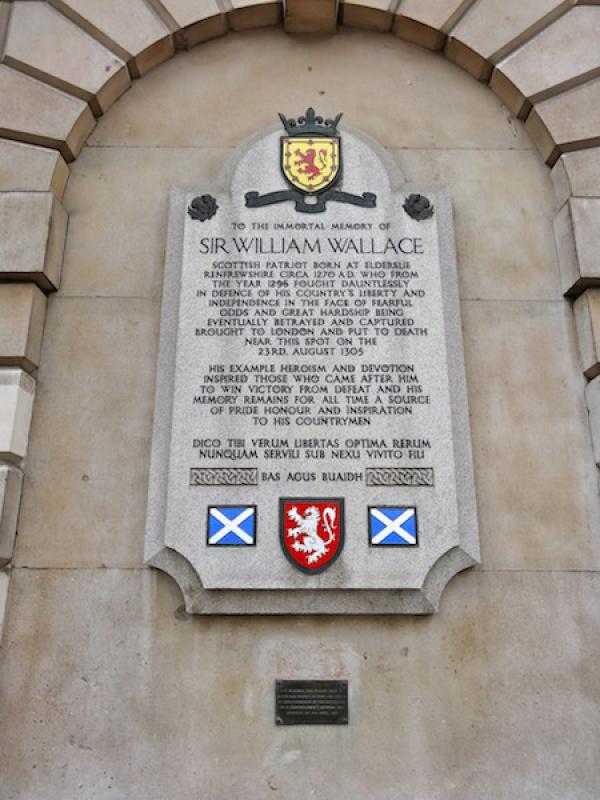 TO THE IMMORTAL MEMORY OF
SIR WILLIAM WALLACE
SCOTTISH PATRIOT BORN AT ELDERSLIE
RENFREWSHIRE CIRCA 1270 A.D. WHO FROM
THE YEAR 1296 FOUGHT DAUNTLESSLY
IN DEFENCE OF HIS COUNTRY'S LIBERTY AND
INDEPENDENCE IN THE FACE OF FEARFUL
ODDS AND GREAT HARDSHIP BEING
EVENTUALLY BETRAYED AND CAPTURED
BROUGHT TO LONDON AND PUT TO DEATH
NEAR THIS SPOT ON THE
23RD. AUGUST 1305
HIS EXAMPLE HEROISM AND DEVOTION
INSPIRED THOSE WHO CAME AFTER HIM
TO WIN VICTORY FROM DEFEAT AND HIS
MEMORY REMAINS FOR ALL TIME A SOURCE
OF PRIDE HONOUR AND INSPIRATION
TO HIS COUNTRYMEN
DICO TIBI VERUM LIBERTAS OPTIMA RERUM
NUNQUAM SERVILI SUB NEXU VIVITO FILI
BAS AGUS BUAIDH